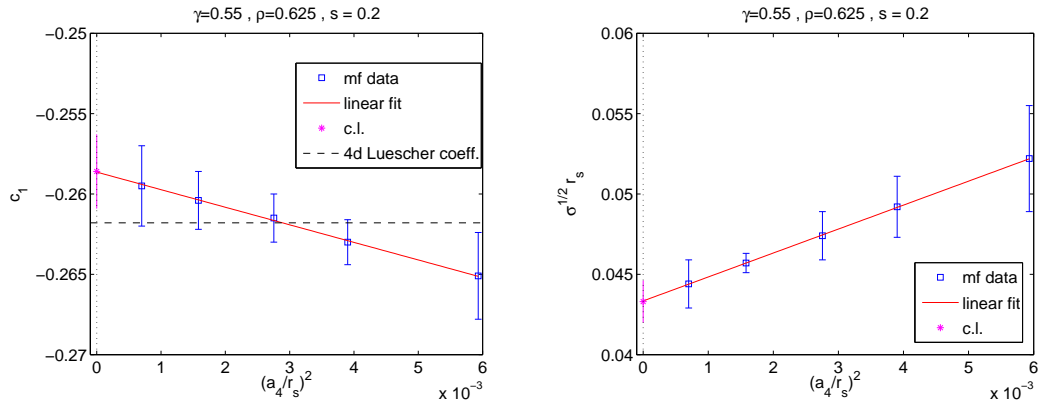 γ=0.55 , ρ=0.625 , s = 0.2
−0.25
−0.255
−0.26
−0.265
−0.27
c₁
0 1 2 3 4 5 6
x 10⁻³
(a₄/rₛ)²
mf data
linear fit
c.l.
4d Luescher coeff.
γ=0.55 , ρ=0.625 , s = 0.2
0.06
0.055
0.05
0.045
0.04
σ^{1/2} rₛ
0 1 2 3 4 5 6
x 10⁻³
(a₄/rₛ)²
mf data
linear fit
c.l.